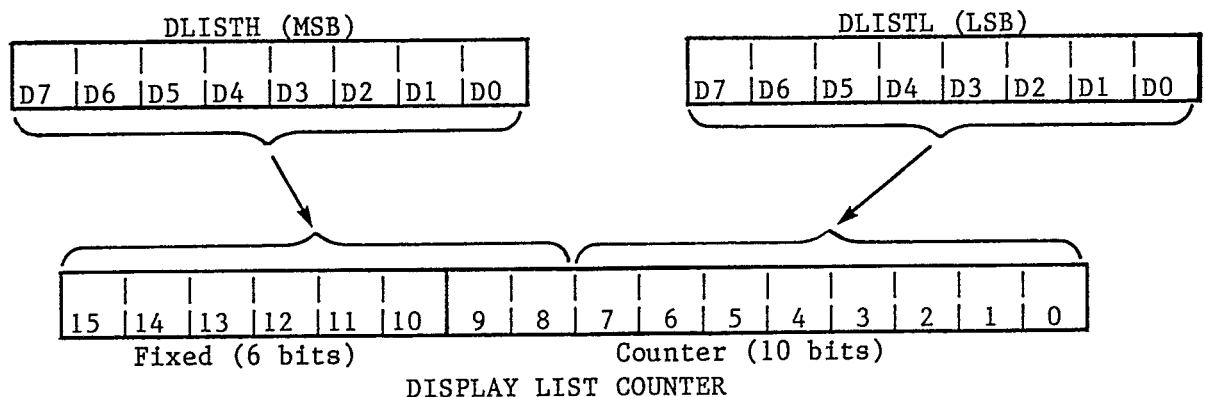 DLISTH (MSB) DLISTL (LSB)
D7 D6 D5 D4 D3 D2 D1 D0 D7 D6 D5 D4 D3 D2 D1 D0
15 14 13 12 11 10 9 8 7 6 5 4 3 2 1 0
Fixed (6 bits) Counter (10 bits)
DISPLAY LIST COUNTER